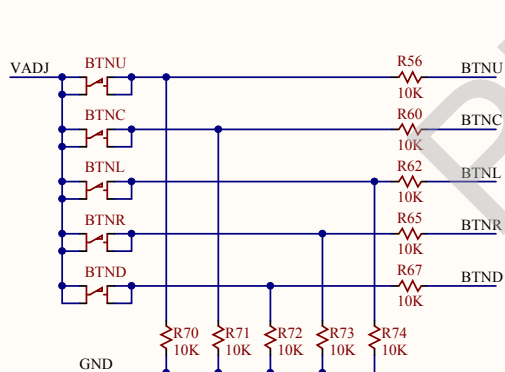 VADJ
BTNU
R56
10K
BTNU
BTNC
R60
10K
BTNC
BTNL
R62
10K
BTNL
BTNR
R65
10K
BTNR
BTND
R67
10K
BTND
R70 R71 R72 R73 R74
10K 10K 10K 10K 10K
GND